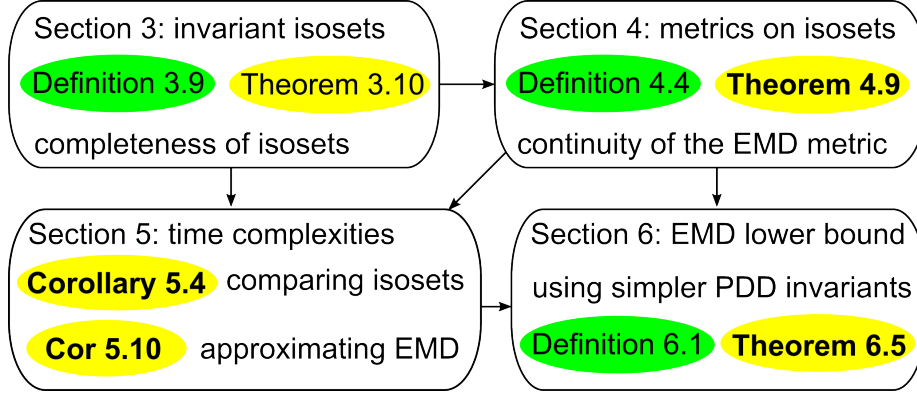 Section 3: invariant isosets
Definition 3.9 Theorem 3.10
completeness of isosets
Section 4: metrics on isosets
Definition 4.4 Theorem 4.9
continuity of the EMD metric
Section 5: time complexities
Corollary 5.4 comparing isosets
Cor 5.10 approximating EMD
Section 6: EMD lower bound
using simpler PDD invariants
Definition 6.1 Theorem 6.5